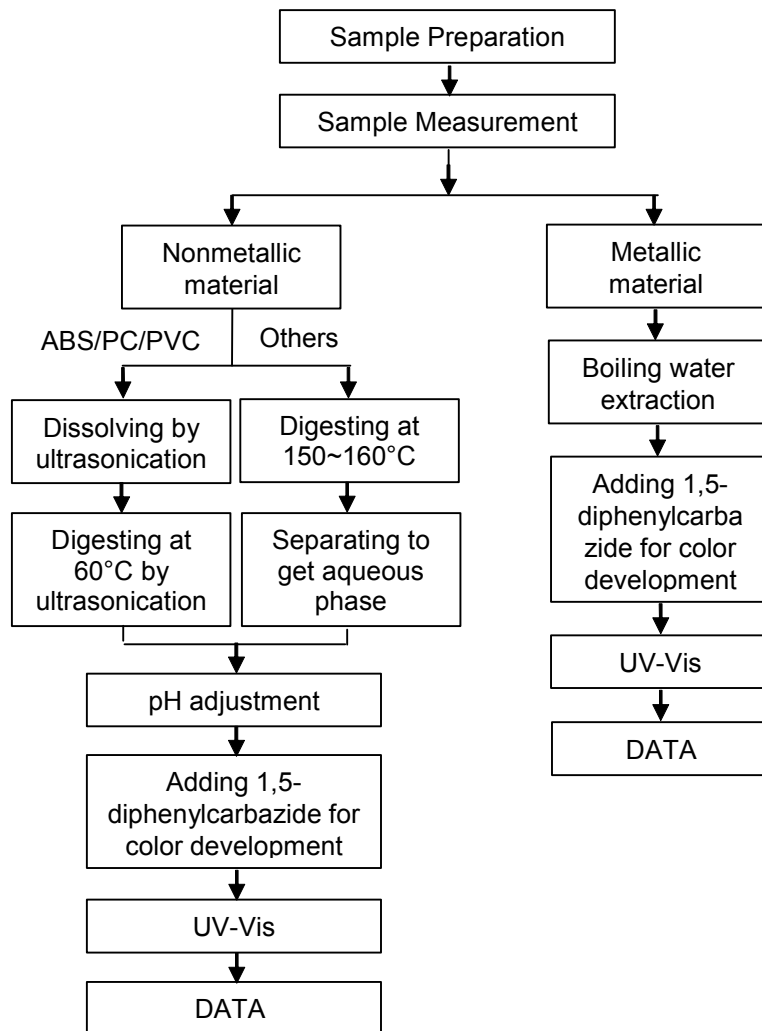 Sample Preparation
Sample Measurement
Nonmetallic
material
Metallic
material
ABS/PC/PVC
Others
Boiling water
extraction
Dissolving by
ultrasonication
Digesting at
150~160°C
Adding 1,5-
diphenylcarba
zide for color
development
Digesting at
60°C by
ultrasonication
Separating to
get aqueous
phase
UV-Vis
pH adjustment
DATA
Adding 1,5-
diphenylcarbazide for
color development
UV-Vis
DATA